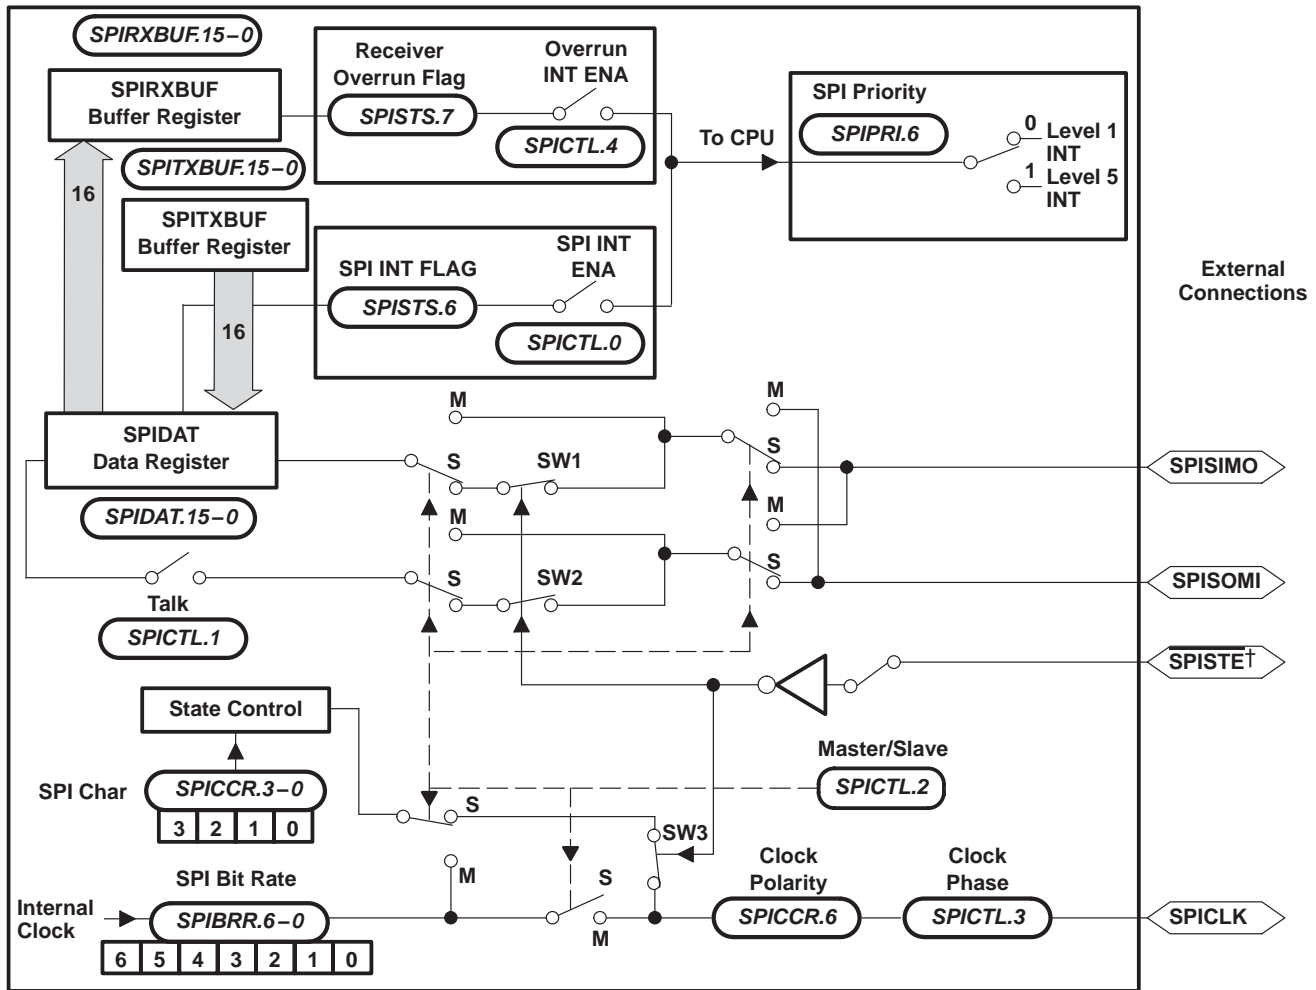 SPIRXBUF.15–0
SPIRXBUF
Buffer Register
SPITXBUF.15–0
16
SPITXBUF
Buffer Register
16
Receiver
Overrun Flag
SPISTS.7
Overrun
INT ENA
SPICTL.4
To CPU
SPI Priority
SPIPRI.6
0
Level 1
INT
1
Level 5
INT
SPI INT FLAG
SPISTS.6
SPI INT
ENA
SPICTL.0
External
Connections
SPIDAT
Data Register
SPIDAT.15–0
M
S
SW1
M
S
SW2
M
S
M
S
SPISIMO
SPISOMI
SPISTE†
Talk
SPICTL.1
State Control
SPI Char
SPICCR.3–0
3 2 1 0
Master/Slave
SPICTL.2
S
M
SW3
S
M
SPI Bit Rate
Internal
Clock
SPIBRR.6–0
6 5 4 3 2 1 0
Clock
Polarity
SPICCR.6
Clock
Phase
SPICTL.3
SPICLK